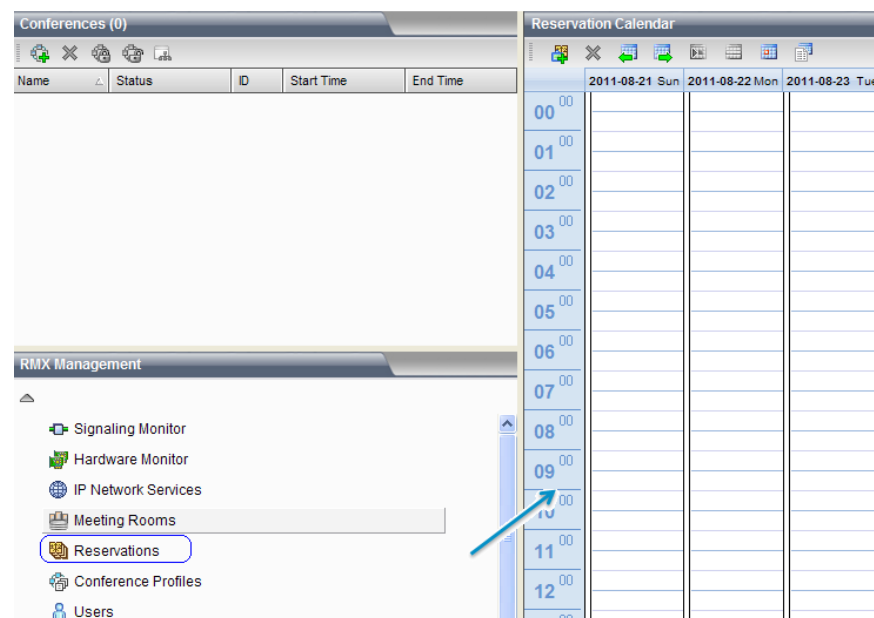 Conferences (0)
Name Status ID Start Time End Time
RMX Management
Signaling Monitor
Hardware Monitor
IP Network Services
Meeting Rooms
Reservations
Conference Profiles
Users
Reservation Calendar
2011-08-21 Sun 2011-08-22 Mon 2011-08-23 Tue
00 00
01 00
02 00
03 00
04 00
05 00
06 00
07 00
08 00
09 00
10 00
11 00
12 00
00